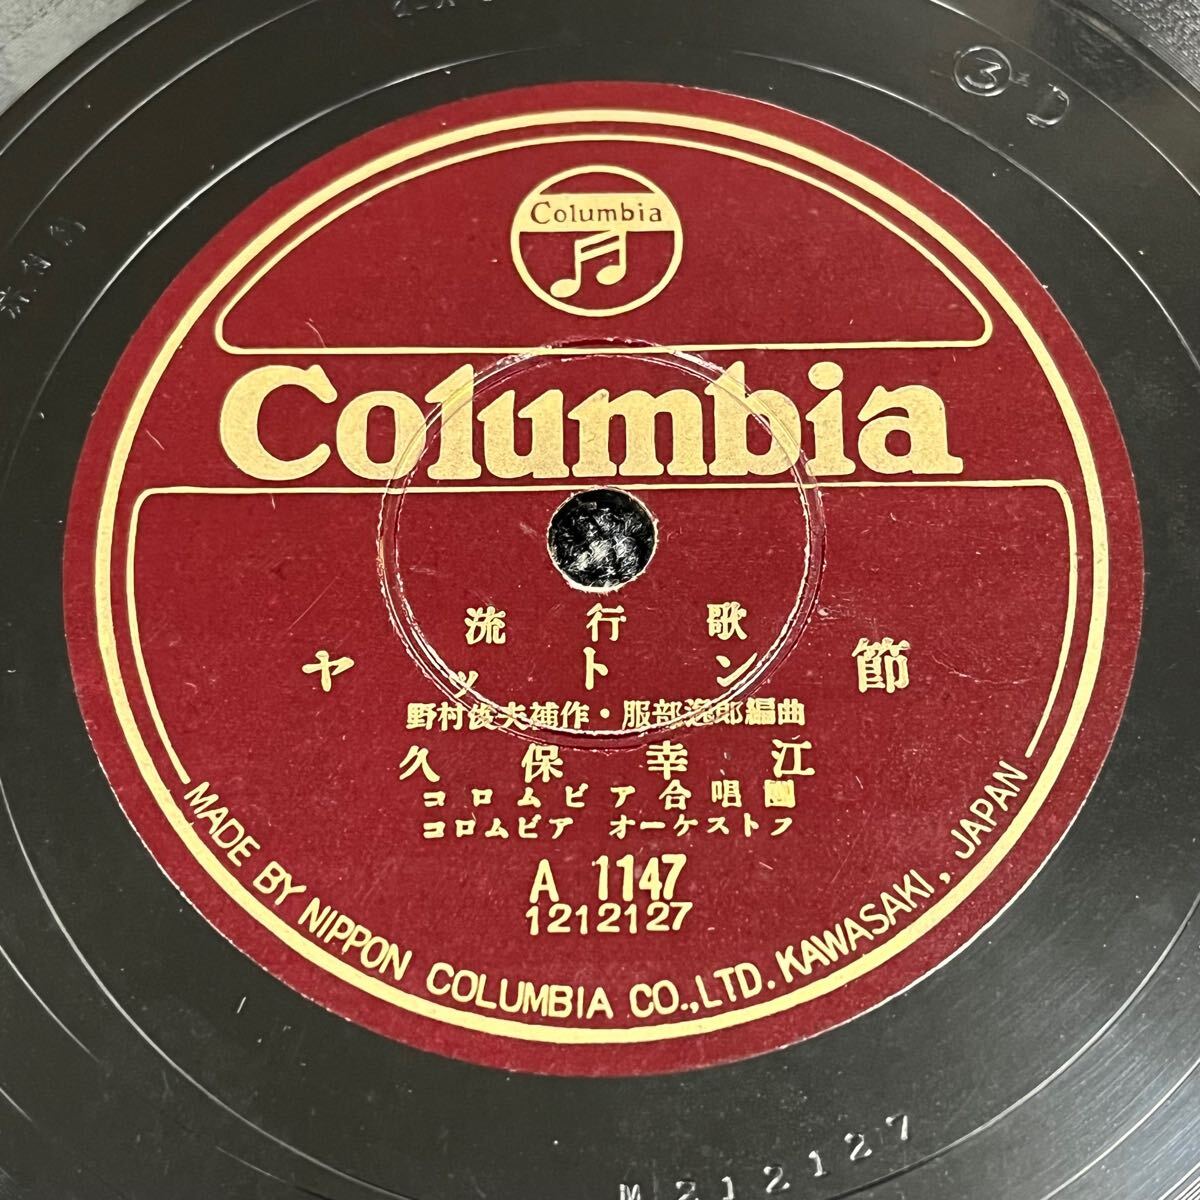 ③ D
Columbia
Columbia
流行歌
ヤットン節
野村俊夫補作・服部逸郎編曲
久保幸江
コロムビア合唱團
コロムビア オーケストラ
A 1147
1212127
MADE BY NIPPON COLUMBIA CO.,LTD. KAWASAKI, JAPAN
M212127